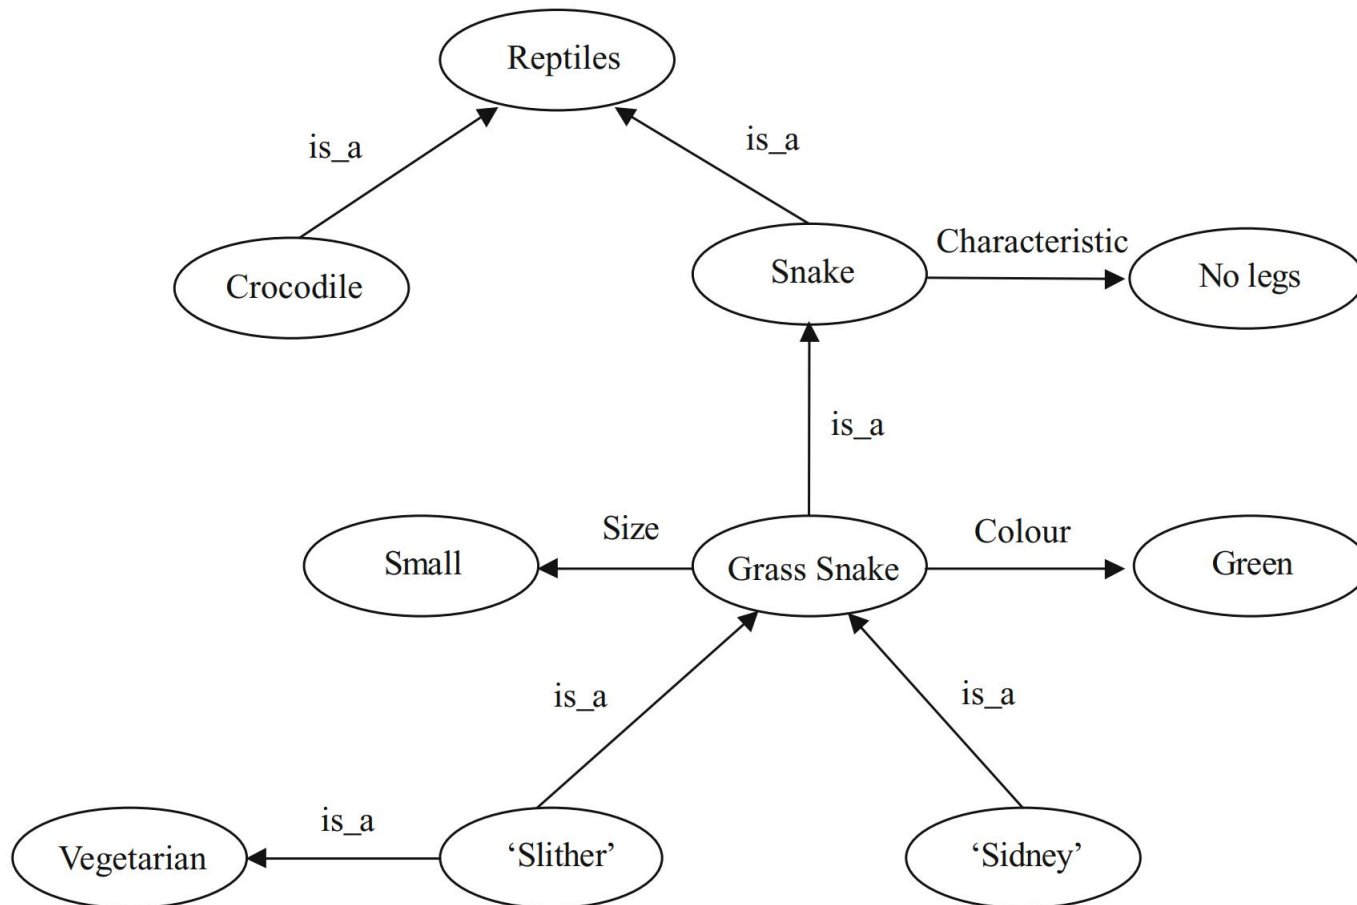 Reptiles
is_a
is_a
Crocodile
Snake
Characteristic
No legs
is_a
Small
Size
Grass Snake
Colour
Green
is_a
is_a
Vegetarian
is_a
‘Slither’
‘Sidney’